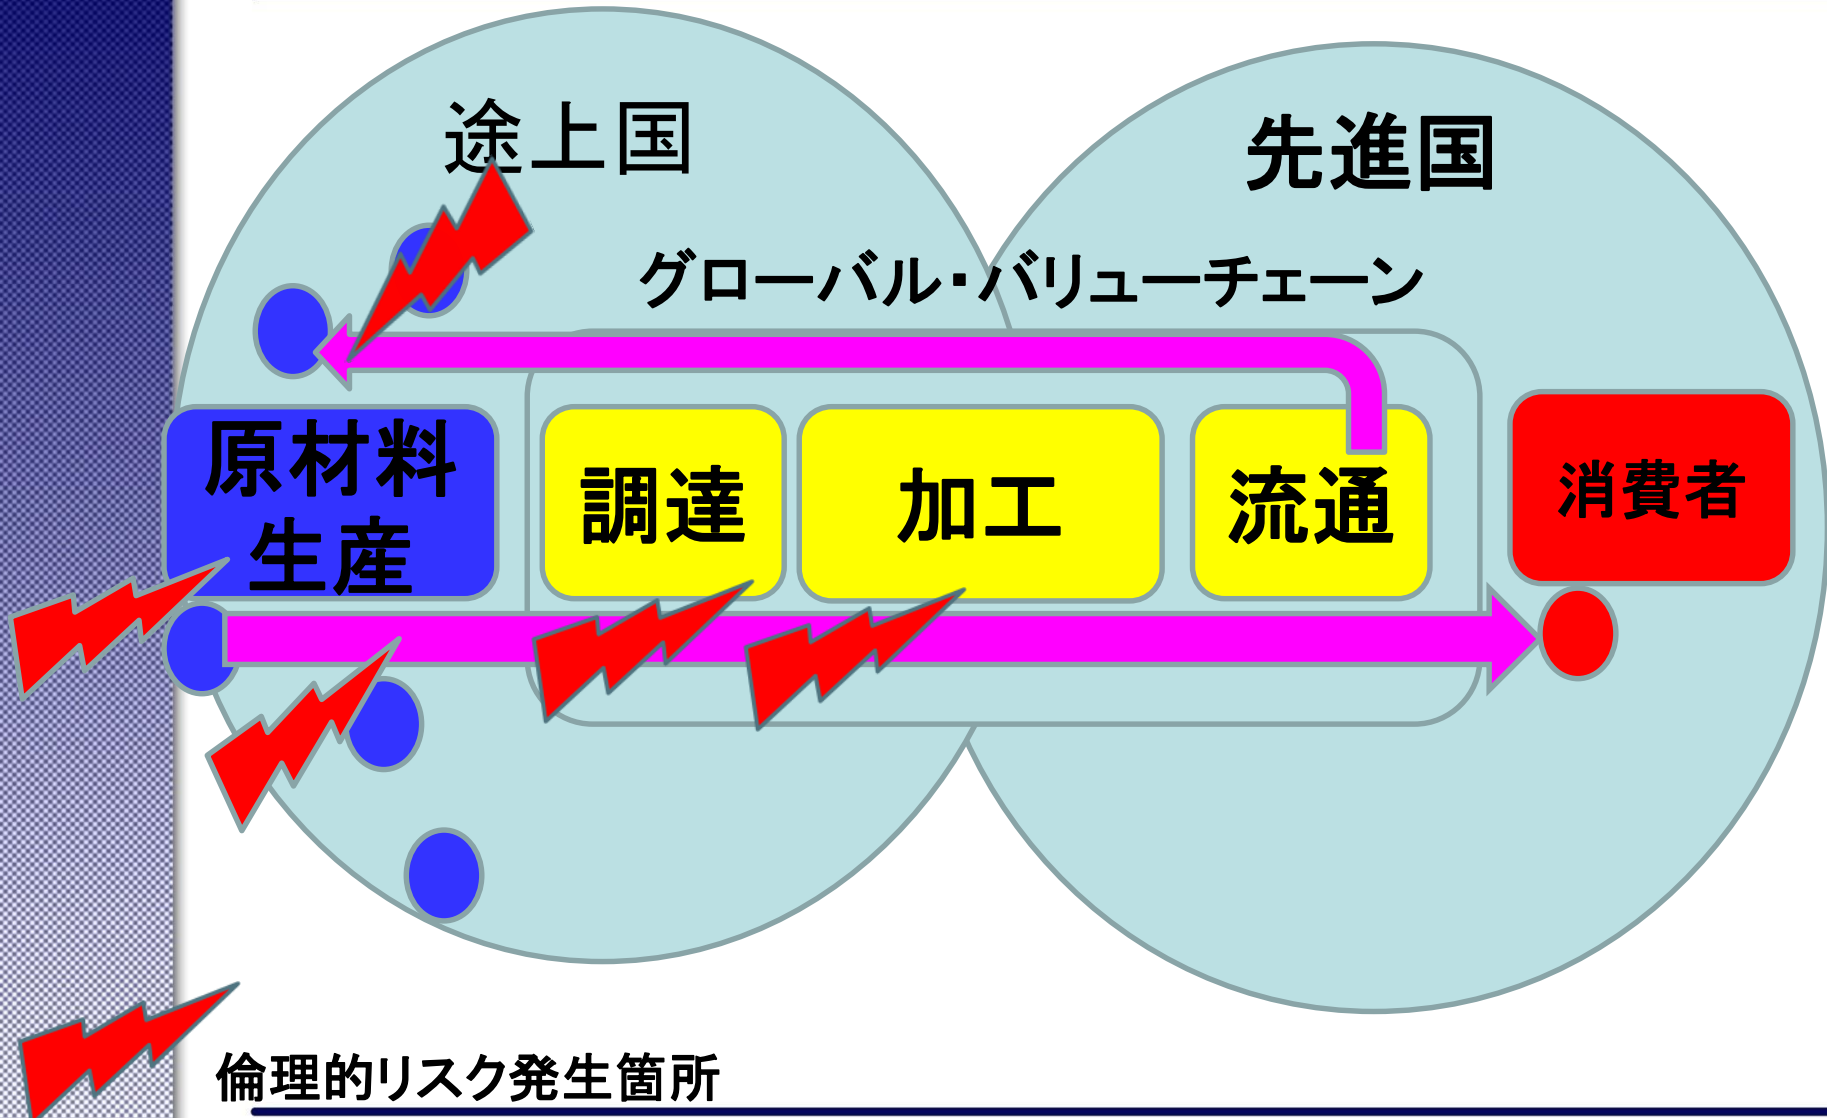 途上国
先進国
グローバル・バリューチェーン
原材料
生産
調達
加工
流通
消費者
倫理的リスク発生箇所